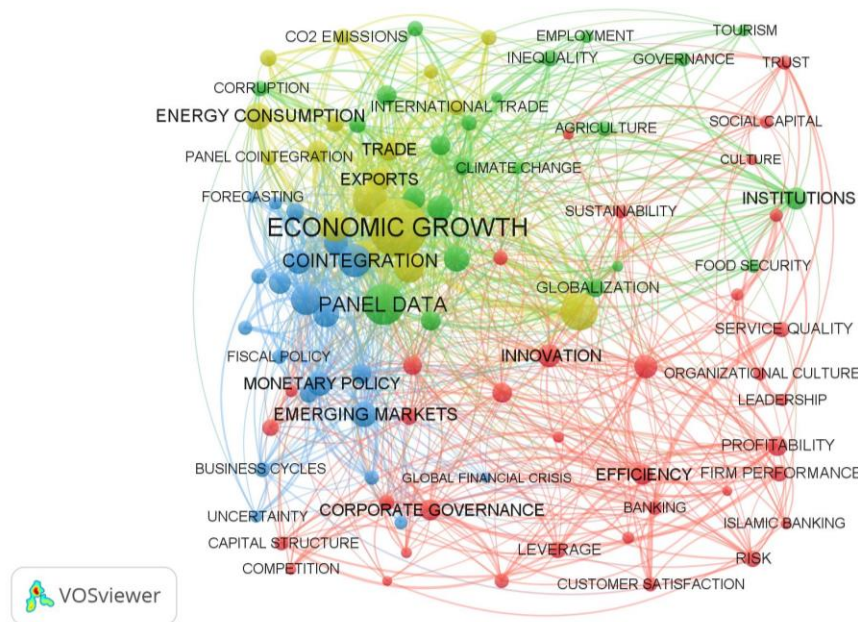 TOURISM
EMPLOYMENT
CO2 EMISSIONS
INEQUALITY
GOVERNANCE
TRUST
CORRUPTION
INTERNATIONAL TRADE
ENERGY CONSUMPTION
SOCIAL CAPITAL
AGRICULTURE
TRADE
PANEL COINTEGRATION
CULTURE
CLIMATE CHANGE
EXPORTS
FORECASTING
INSTITUTIONS
SUSTAINABILITY
ECONOMIC GROWTH
COINTEGRATION
FOOD SECURITY
GLOBALIZATION
PANEL DATA
SERVICE QUALITY
FISCAL POLICY
INNOVATION
ORGANIZATIONAL CULTURE
MONETARY POLICY
LEADERSHIP
EMERGING MARKETS
PROFITABILITY
BUSINESS CYCLES
GLOBAL FINANCIAL CRISIS
EFFICIENCY
FIRM PERFORMANCE
CORPORATE GOVERNANCE
BANKING
UNCERTAINTY
ISLAMIC BANKING
CAPITAL STRUCTURE
LEVERAGE
RISK
COMPETITION
CUSTOMER SATISFACTION
VOSviewer